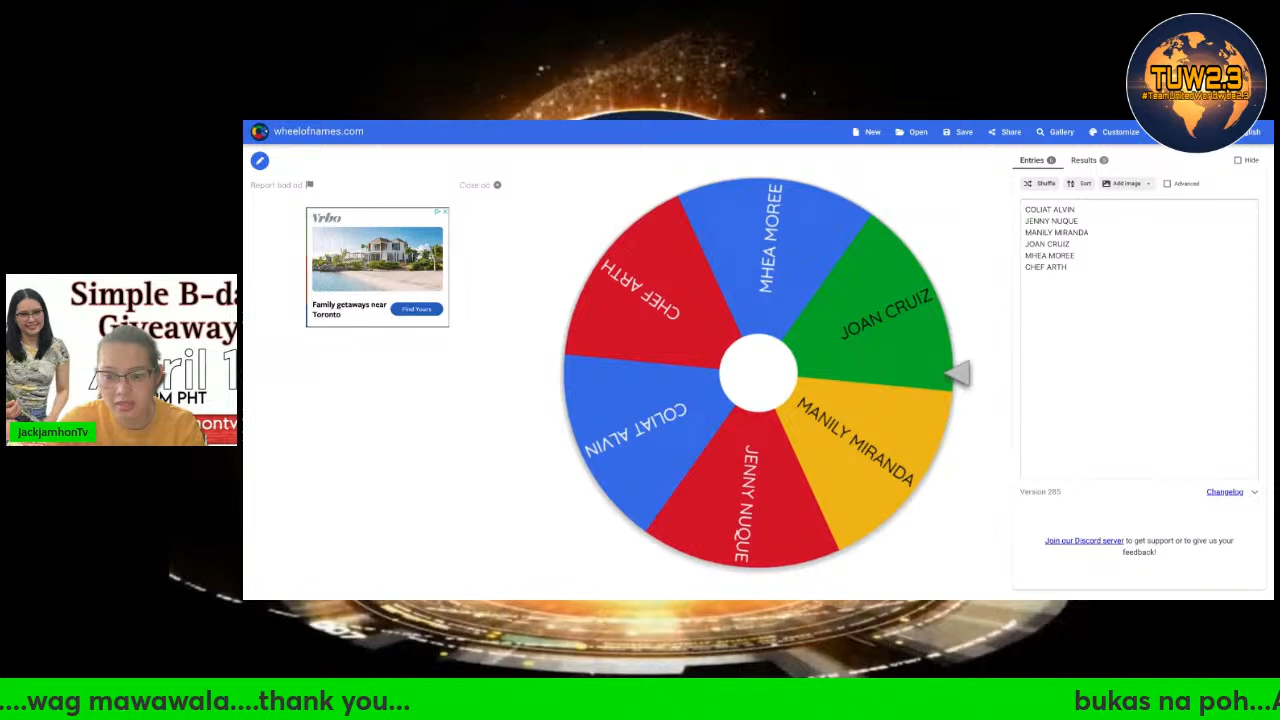 TUW2.3
#TeamUnitedWorldWide2.3
wheelofnames.com
New
Open
Save
Share
Gallery
Customize
Report bad ad
Close ad
Vrbo
Family getaways near
Toronto
Find Yours
MHEA MOREE
JOAN CRUIZ
MANILY MIRANDA
JENNY NUQUE
COLIAT ALVIN
CHEF ARTH
Entries 6
Results 0
Hide
Shuffle
Sort
Add image
Advanced
COLIAT ALVIN
JENNY NUQUE
MANILY MIRANDA
JOAN CRUIZ
MHEA MOREE
CHEF ARTH
Version 285
Changelog
Join our Discord server to get support or to give us your
feedback!
Simple B-da
Giveaway
PHT
JackjamhonTv
....wag mawawala....thank you...
bukas na poh...